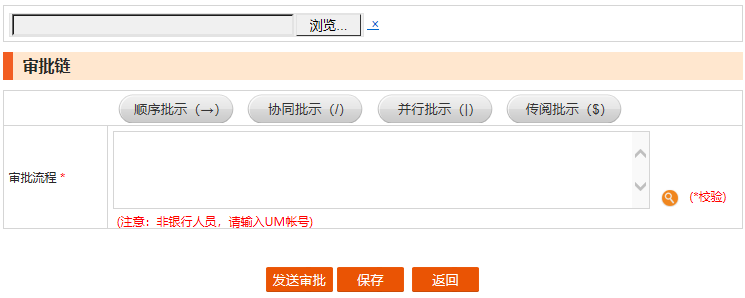 浏览... ×
审批链
顺序批示（→） 协同批示（/） 并行批示（|） 传阅批示（$）
审批流程 *
(*校验)
(注意：非银行人员，请输入UM帐号)
发送审批 保存 返回